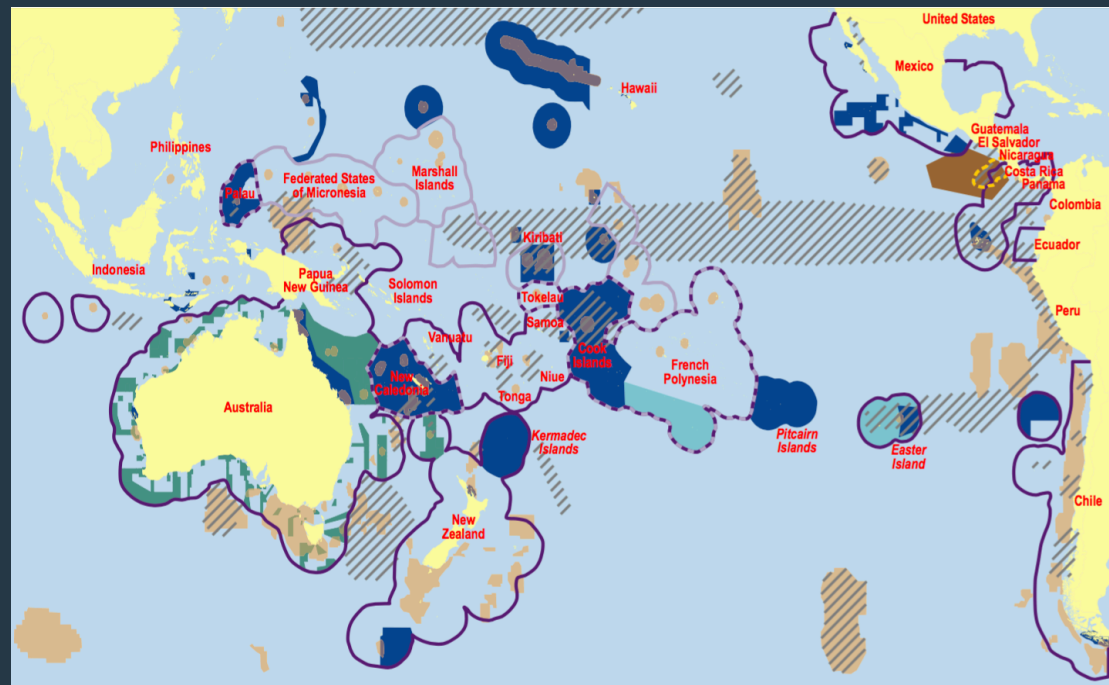 United States
Mexico
Hawaii
Guatemala
El Salvador
Nicaragua
Costa Rica
Panama
Philippines
Federated States
of Micronesia
Marshall
Islands
Palau
Colombia
Kiribati
Ecuador
Indonesia
Papua
New Guinea
Solomon
Islands
Tokelau
Samoa
Peru
Vanuatu
Fiji
Cook
Islands
French
Polynesia
New
Caledonia
Niue
Tonga
Australia
Kermadec
Islands
Pitcairn
Islands
Easter
Island
Chile
New
Zealand